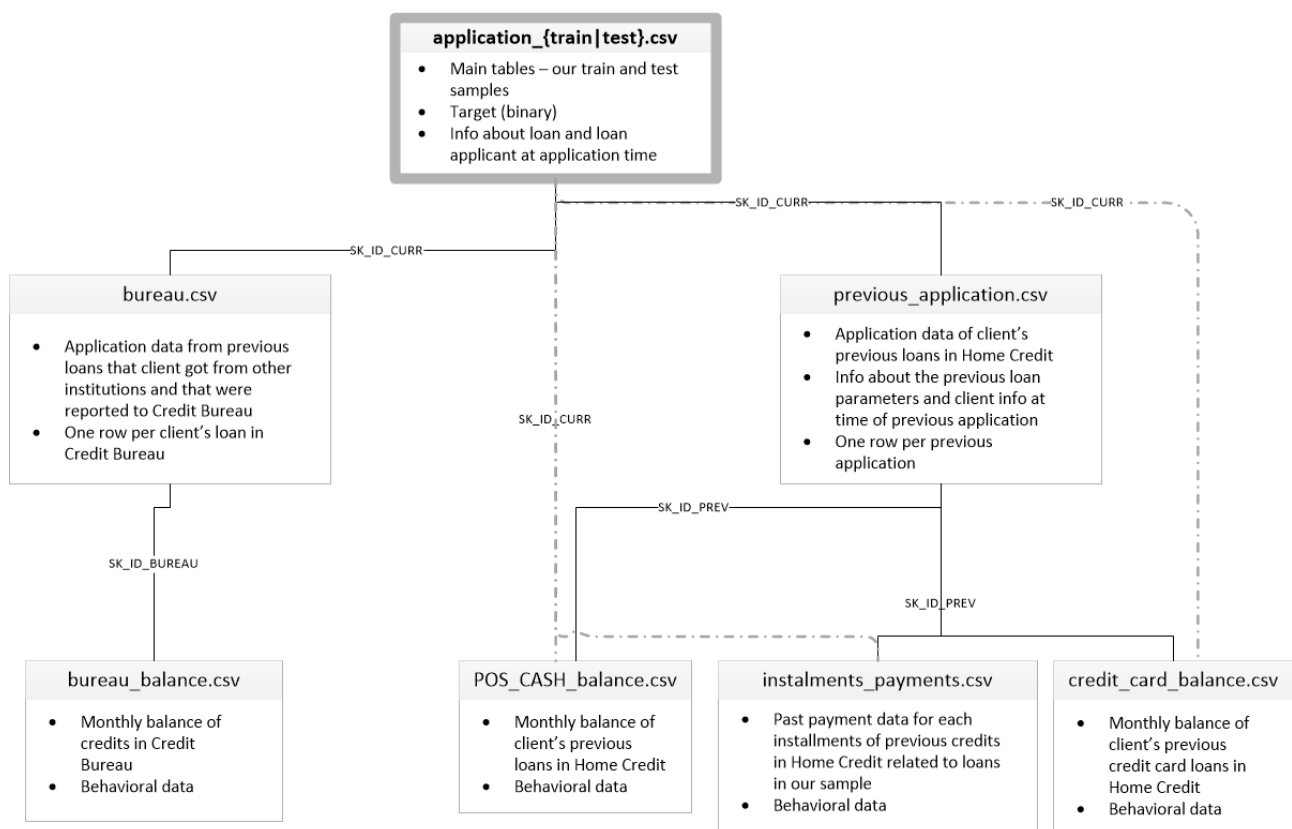 application_{train|test}.csv
• Main tables – our train and test
samples
• Target (binary)
• Info about loan and loan
applicant at application time
SK_ID_CURR
SK_ID_CURR
SK_ID_CURR
bureau.csv
• Application data from previous
loans that client got from other
institutions and that were
reported to Credit Bureau
• One row per client's loan in
Credit Bureau
previous_application.csv
• Application data of client's
previous loans in Home Credit
• Info about the previous loan
parameters and client info at
time of previous application
• One row per previous
application
SK_ID_CURR
SK_ID_PREV
SK_ID_BUREAU
SK_ID_PREV
bureau_balance.csv
• Monthly balance of
credits in Credit
Bureau
• Behavioral data
POS_CASH_balance.csv
• Monthly balance of
client's previous
loans in Home Credit
• Behavioral data
instalments_payments.csv
• Past payment data for each
installments of previous credits
in Home Credit related to loans
in our sample
• Behavioral data
credit_card_balance.csv
• Monthly balance of
client's previous
credit card loans in
Home Credit
• Behavioral data